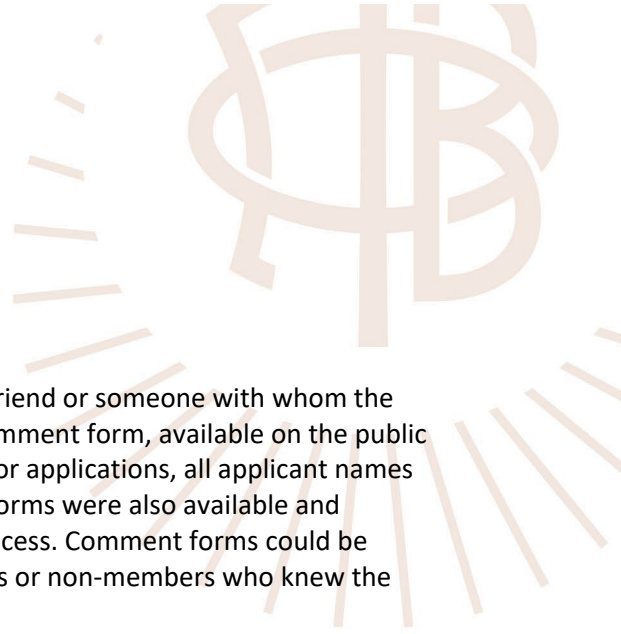 riend or someone with whom the
mment form, available on the public
or applications, all applicant names
orms were also available and
cess. Comment forms could be
s or non-members who knew the